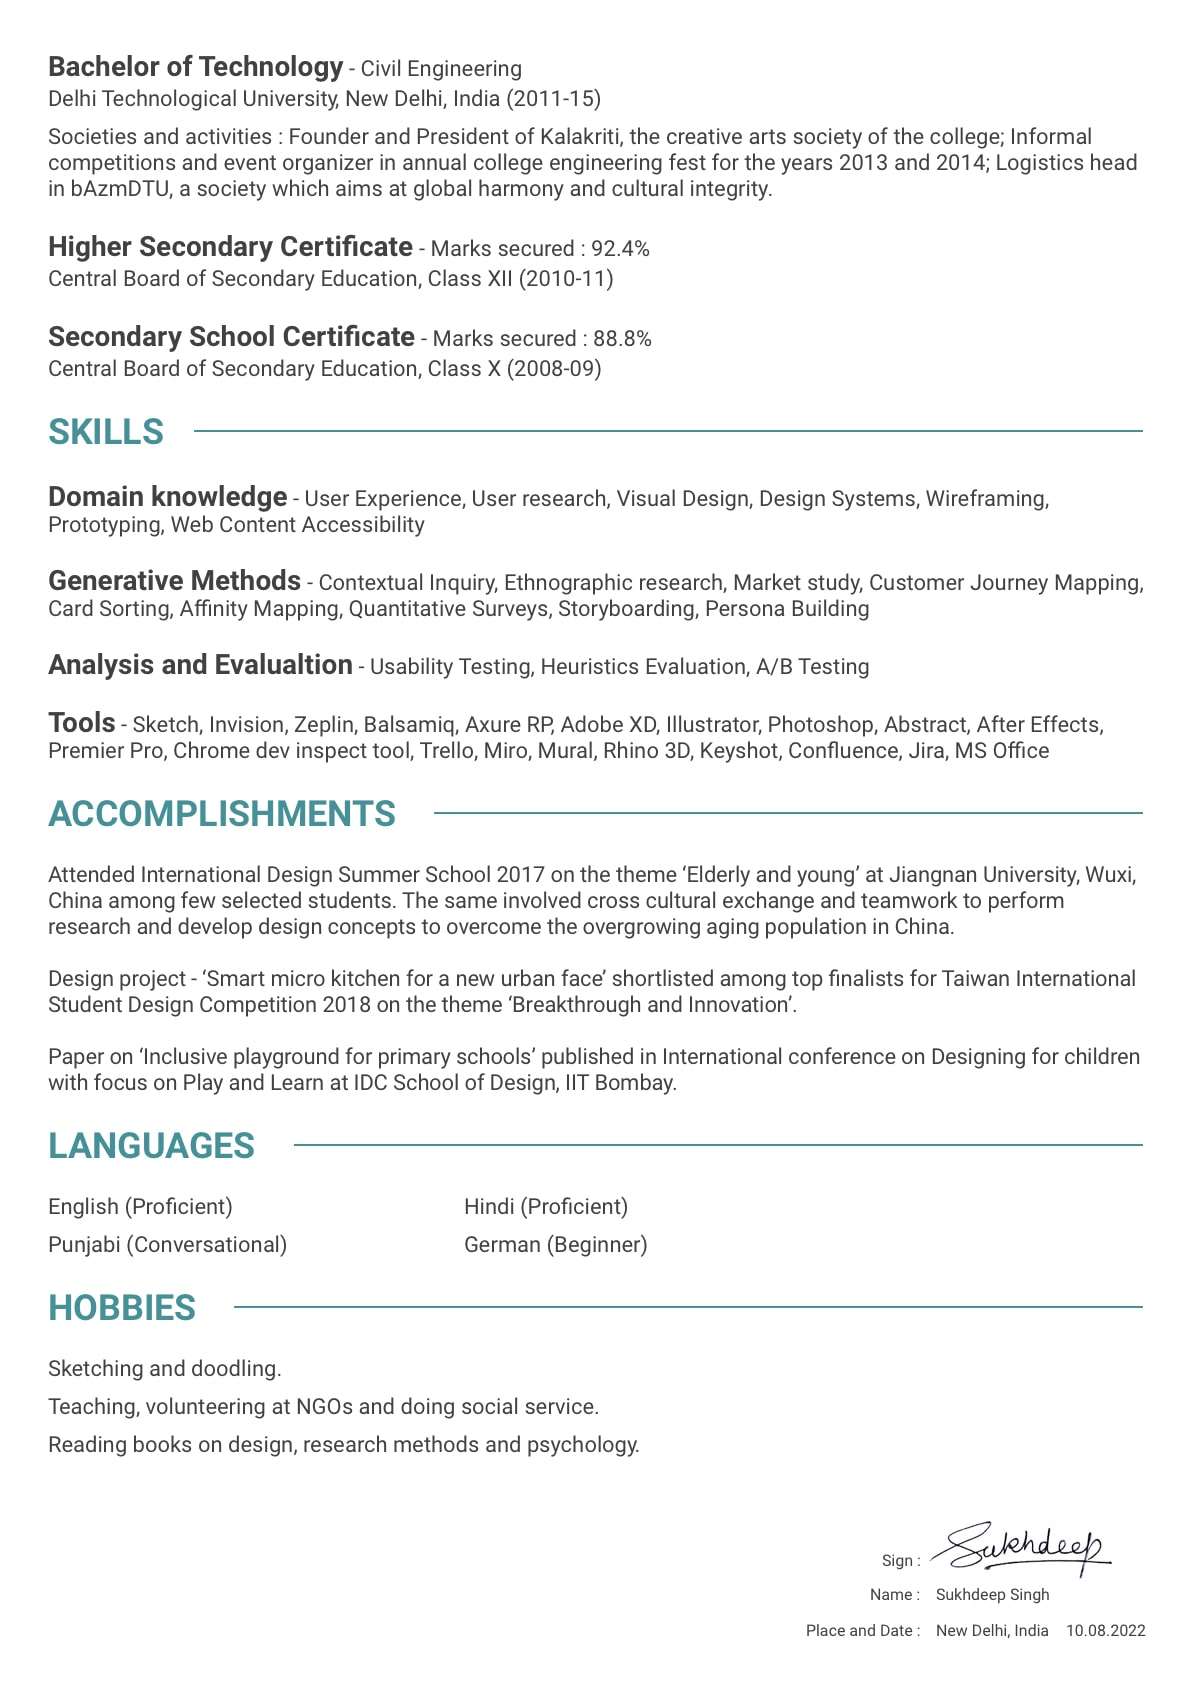 Bachelor of Technology - Civil Engineering
Delhi Technological University, New Delhi, India (2011-15)
Societies and activities : Founder and President of Kalakriti, the creative arts society of the college; Informal
competitions and event organizer in annual college engineering fest for the years 2013 and 2014; Logistics head
in bAzmDTU, a society which aims at global harmony and cultural integrity.
Higher Secondary Certificate - Marks secured : 92.4%
Central Board of Secondary Education, Class XII (2010-11)
Secondary School Certificate - Marks secured : 88.8%
Central Board of Secondary Education, Class X (2008-09)
SKILLS
Domain knowledge - User Experience, User research, Visual Design, Design Systems, Wireframing,
Prototyping, Web Content Accessibility
Generative Methods - Contextual Inquiry, Ethnographic research, Market study, Customer Journey Mapping,
Card Sorting, Affinity Mapping, Quantitative Surveys, Storyboarding, Persona Building
Analysis and Evalualtion - Usability Testing, Heuristics Evaluation, A/B Testing
Tools - Sketch, Invision, Zeplin, Balsamiq, Axure RP, Adobe XD, Illustrator, Photoshop, Abstract, After Effects,
Premier Pro, Chrome dev inspect tool, Trello, Miro, Mural, Rhino 3D, Keyshot, Confluence, Jira, MS Office
ACCOMPLISHMENTS
Attended International Design Summer School 2017 on the theme ‘Elderly and young’ at Jiangnan University, Wuxi,
China among few selected students. The same involved cross cultural exchange and teamwork to perform
research and develop design concepts to overcome the overgrowing aging population in China.
Design project - ‘Smart micro kitchen for a new urban face’ shortlisted among top finalists for Taiwan International
Student Design Competition 2018 on the theme ‘Breakthrough and Innovation’.
Paper on ‘Inclusive playground for primary schools’ published in International conference on Designing for children
with focus on Play and Learn at IDC School of Design, IIT Bombay.
LANGUAGES
English (Proficient) Hindi (Proficient)
Punjabi (Conversational) German (Beginner)
HOBBIES
Sketching and doodling.
Teaching, volunteering at NGOs and doing social service.
Reading books on design, research methods and psychology.
Sign : Sukhdeep
Name : Sukhdeep Singh
Place and Date : New Delhi, India 10.08.2022